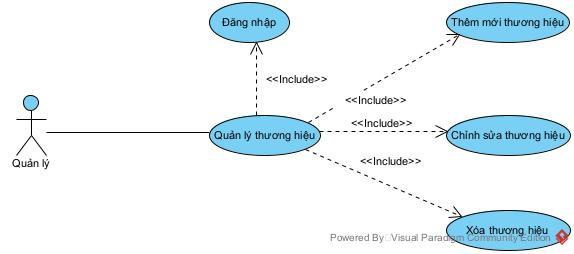 Đăng nhập
Thêm mới thương hiệu
<<Include>>
<<Include>>
Quản lý thương hiệu
<<Include>>
Chỉnh sửa thương hiệu
Quản lý
<<Include>>
Xóa thương hiệu
Powered By Visual Paradigm Community Edition